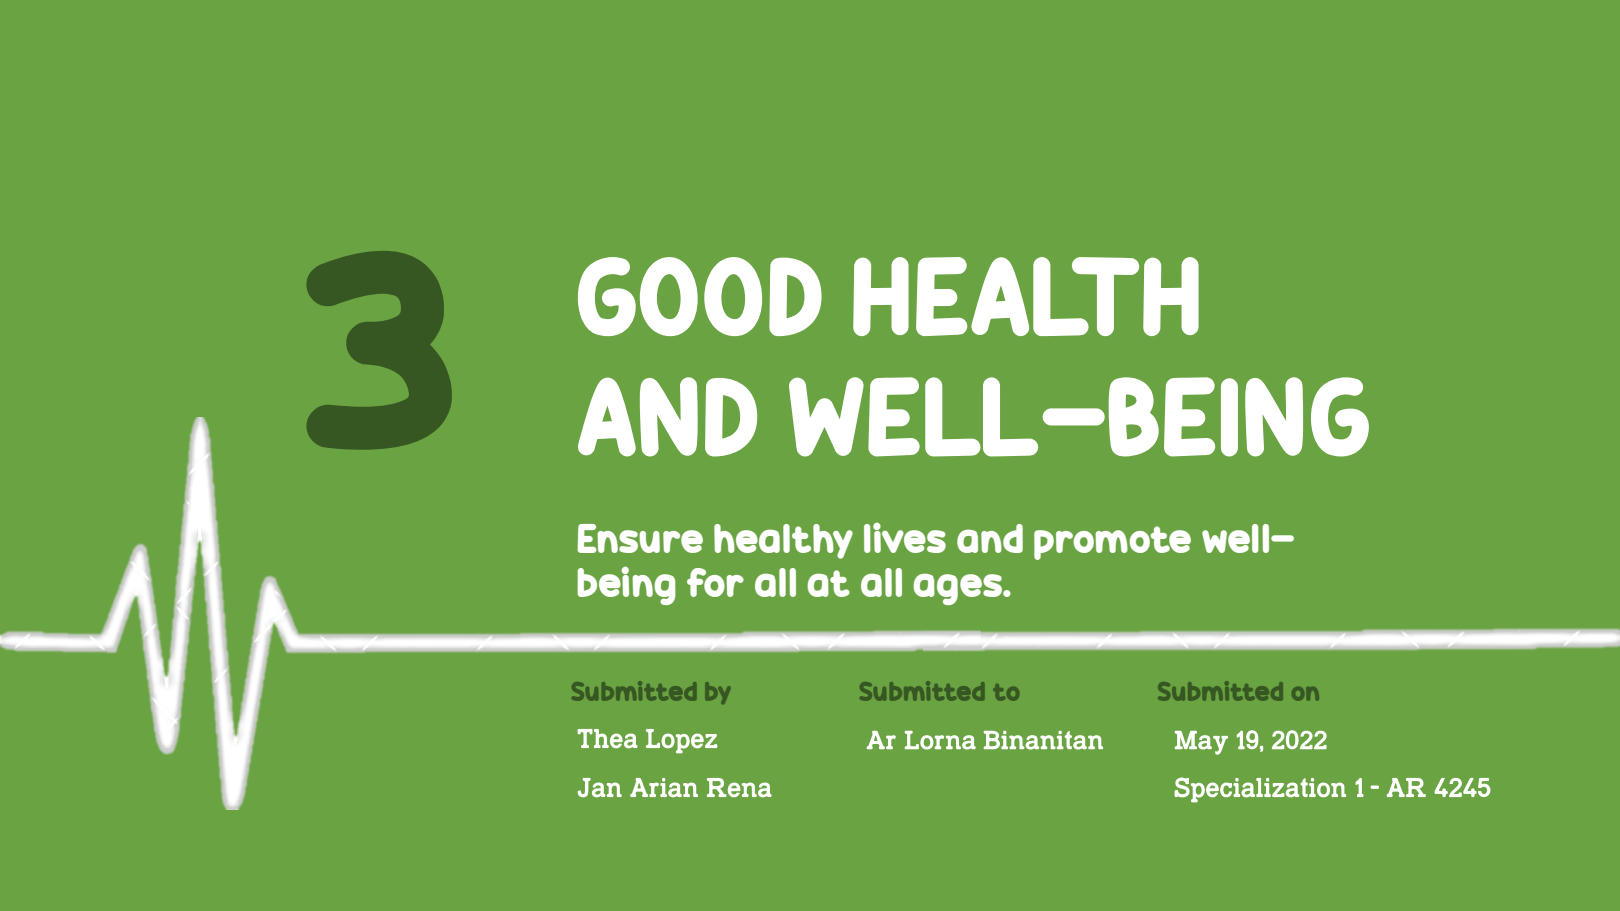 3
GOOD HEALTH
AND WELL-BEING
Ensure healthy lives and promote well-
being for all at all ages.
Submitted by
Thea Lopez
Jan Arian Rena
Submitted to
Ar Lorna Binanitan
Submitted on
May 19, 2022
Specialization 1 - AR 4245